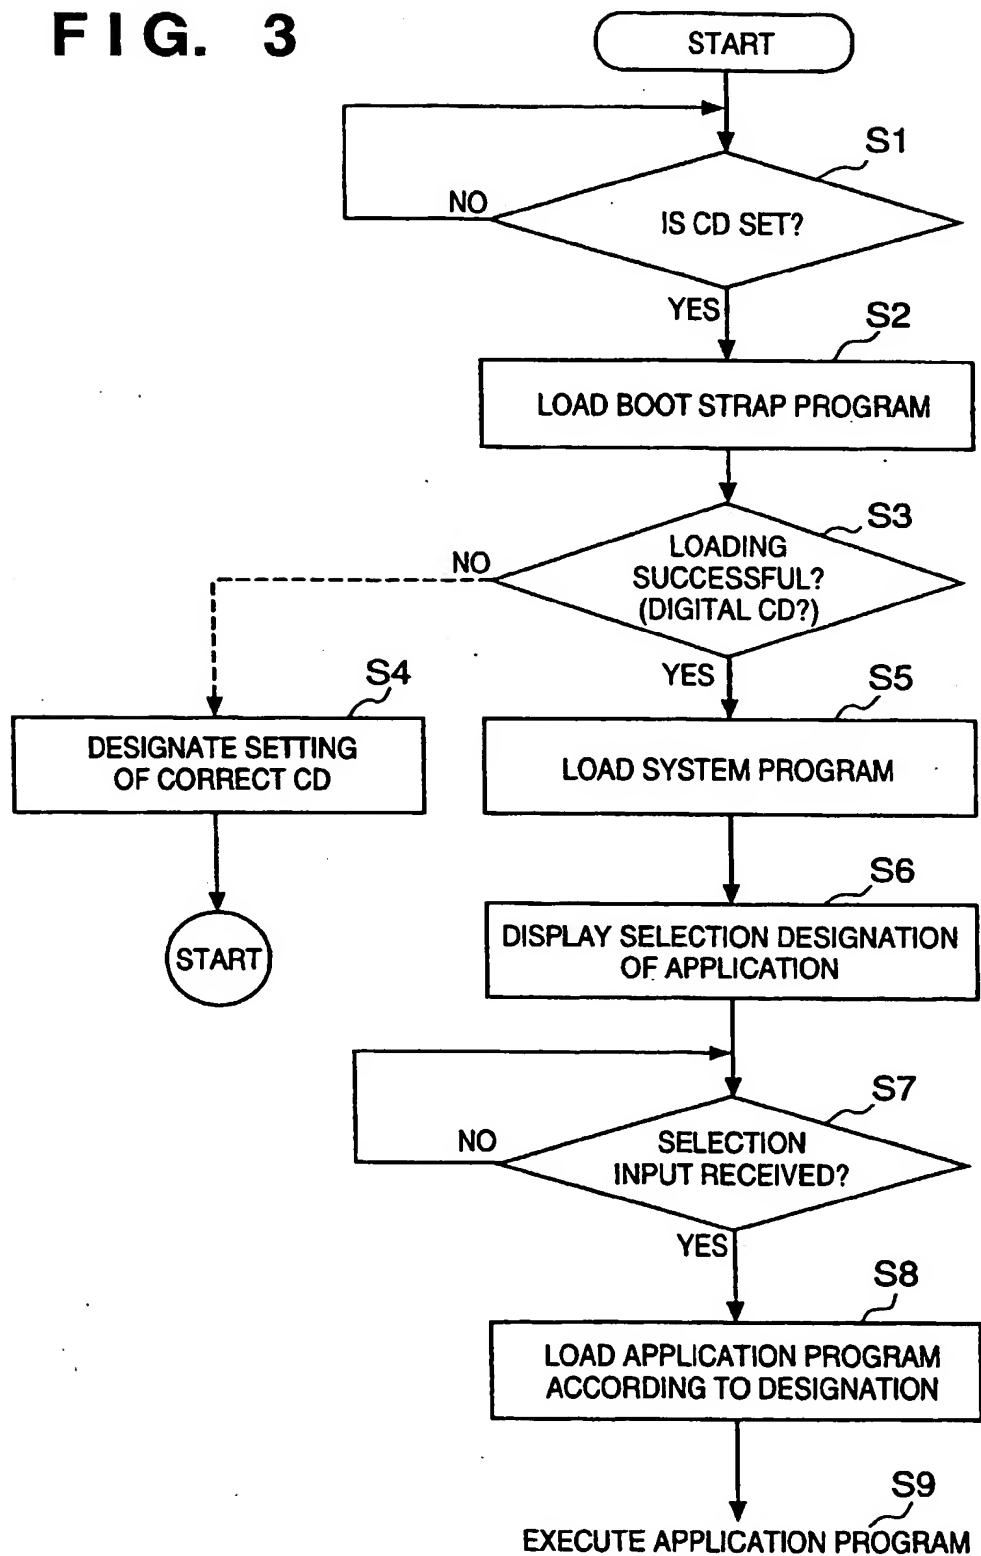 FIG. 3
START
S1
NO
IS CD SET?
YES
S2
LOAD BOOT STRAP PROGRAM
S3
NO
LOADING
SUCCESSFUL?
(DIGITAL CD?)
YES
S4
S5
DESIGNATE SETTING
OF CORRECT CD
LOAD SYSTEM PROGRAM
S6
START
DISPLAY SELECTION DESIGNATION
OF APPLICATION
S7
NO
SELECTION
INPUT RECEIVED?
YES
S8
LOAD APPLICATION PROGRAM
ACCORDING TO DESIGNATION
S9
EXECUTE APPLICATION PROGRAM